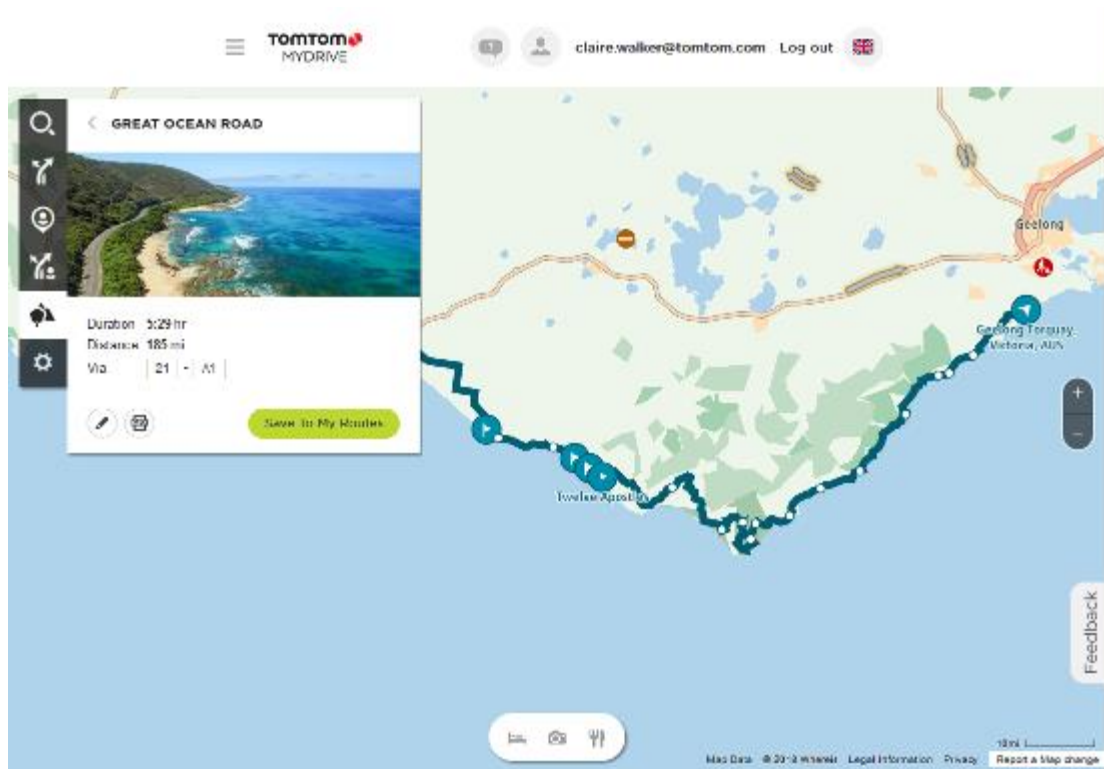 TOMTOM
MYDRIVE
claire.walker@tomtom.com Log out
GREAT OCEAN ROAD
Duration 5:29 hr
Distance 185 mi
Via 21 - A1
Save To My Routes
Geelong
Geelong Torquay,
Victoria, AUS
Twelve Apostles
Feedback
10 mi
Map Data Legal Information Privacy Report a Map change